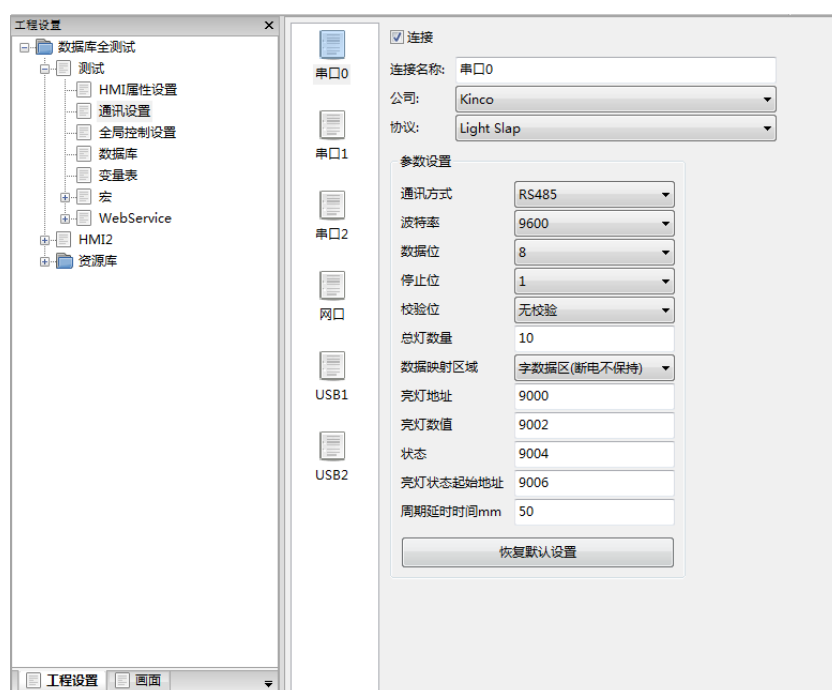 工程设置
数据库全测试
测试
HMI属性设置
通讯设置
全局控制设置
数据库
变量表
宏
WebService
HMI2
资源库
工程设置 画面
串口0
串口1
串口2
网口
USB1
USB2
连接
连接名称: 串口0
公司: Kinco
协议: Light Slap
参数设置
通讯方式 RS485
波特率 9600
数据位 8
停止位 1
校验位 无校验
总灯数量 10
数据映射区域 字数据区(断电不保持)
亮灯地址 9000
亮灯数值 9002
状态 9004
亮灯状态起始地址 9006
周期延时时间mm 50
恢复默认设置